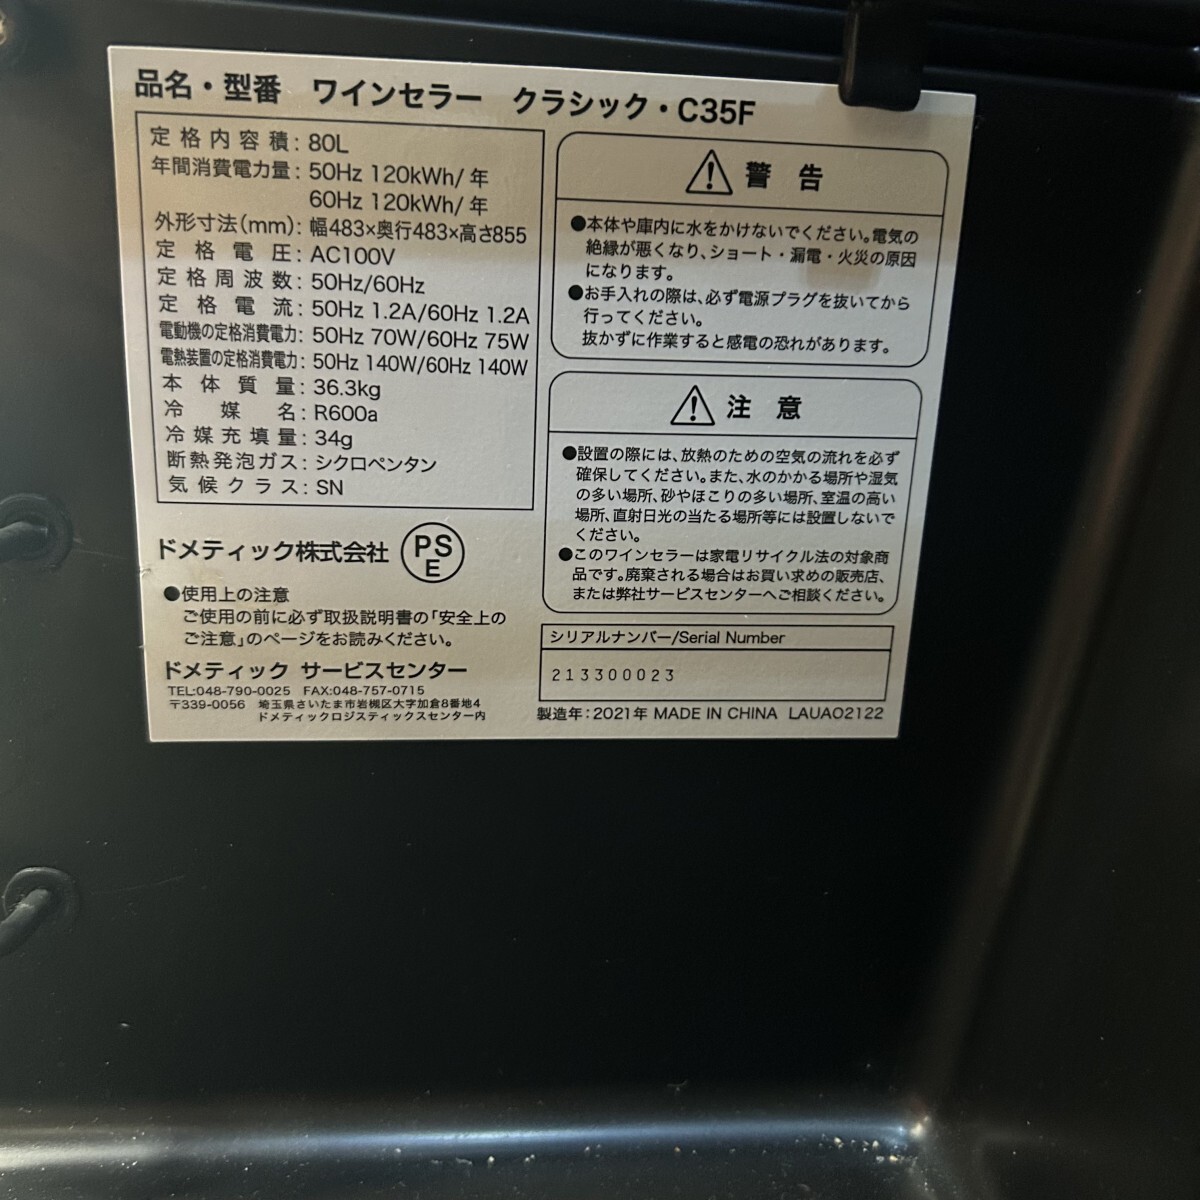 品名・型番　ワインセラー　クラシック・C35F
定格内容積：80L
年間消費電力量：50Hz 120kWh/年
60Hz 120kWh/年
外形寸法(mm)：幅483×奥行483×高さ855
定格電圧：AC100V
定格周波数：50Hz/60Hz
定格電流：50Hz 1.2A/60Hz 1.2A
電動機の定格消費電力：50Hz 70W/60Hz 75W
電熱装置の定格消費電力：50Hz 140W/60Hz 140W
本体質量：36.3kg
冷媒名：R600a
冷媒充填量：34g
断熱発泡ガス：シクロペンタン
気候クラス：SN
ドメティック株式会社
PS
E
●使用上の注意
ご使用の前に必ず取扱説明書の「安全上の
ご注意」のページをお読みください。
ドメティック サービスセンター
TEL:048-790-0025 FAX:048-757-0715
〒339-0056 埼玉県さいたま市岩槻区大字加倉8番地4
ドメティックロジスティックスセンター内
警告
●本体や庫内に水をかけないでください。電気の
絶縁が悪くなり、ショート・漏電・火災の原因
になります。
●お手入れの際は、必ず電源プラグを抜いてから
行ってください。
抜かずに作業すると感電の恐れがあります。
注意
●設置の際には、放熱のための空気の流れを必ず
確保してください。また、水のかかる場所や湿気
の多い場所、砂やほこりの多い場所、室温の高い
場所、直射日光の当たる場所等には設置しないで
ください。
●このワインセラーは家電リサイクル法の対象商
品です。廃棄される場合はお買い求めの販売店、
または弊社サービスセンターへご相談ください。
シリアルナンバー/Serial Number
213300023
製造年：2021年 MADE IN CHINA LAUA02122